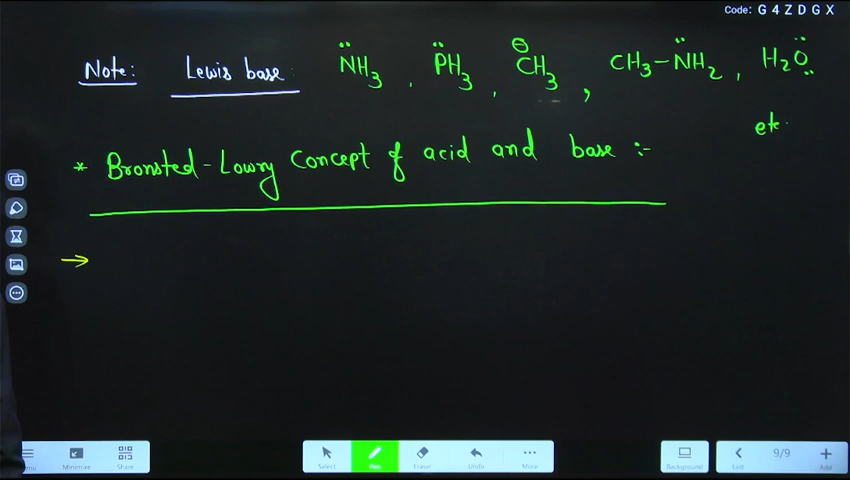 Code: G 4 Z D G X
Note: Lewis base: N̈H3, P̈H3, C̊H3⊖, CH3–N̈H2, H2Ö etc.
* Bronsted-Lowry Concept of acid and base :-
→
Minimize Share Select Pen Eraser Undo More Background Last 9/9 Add